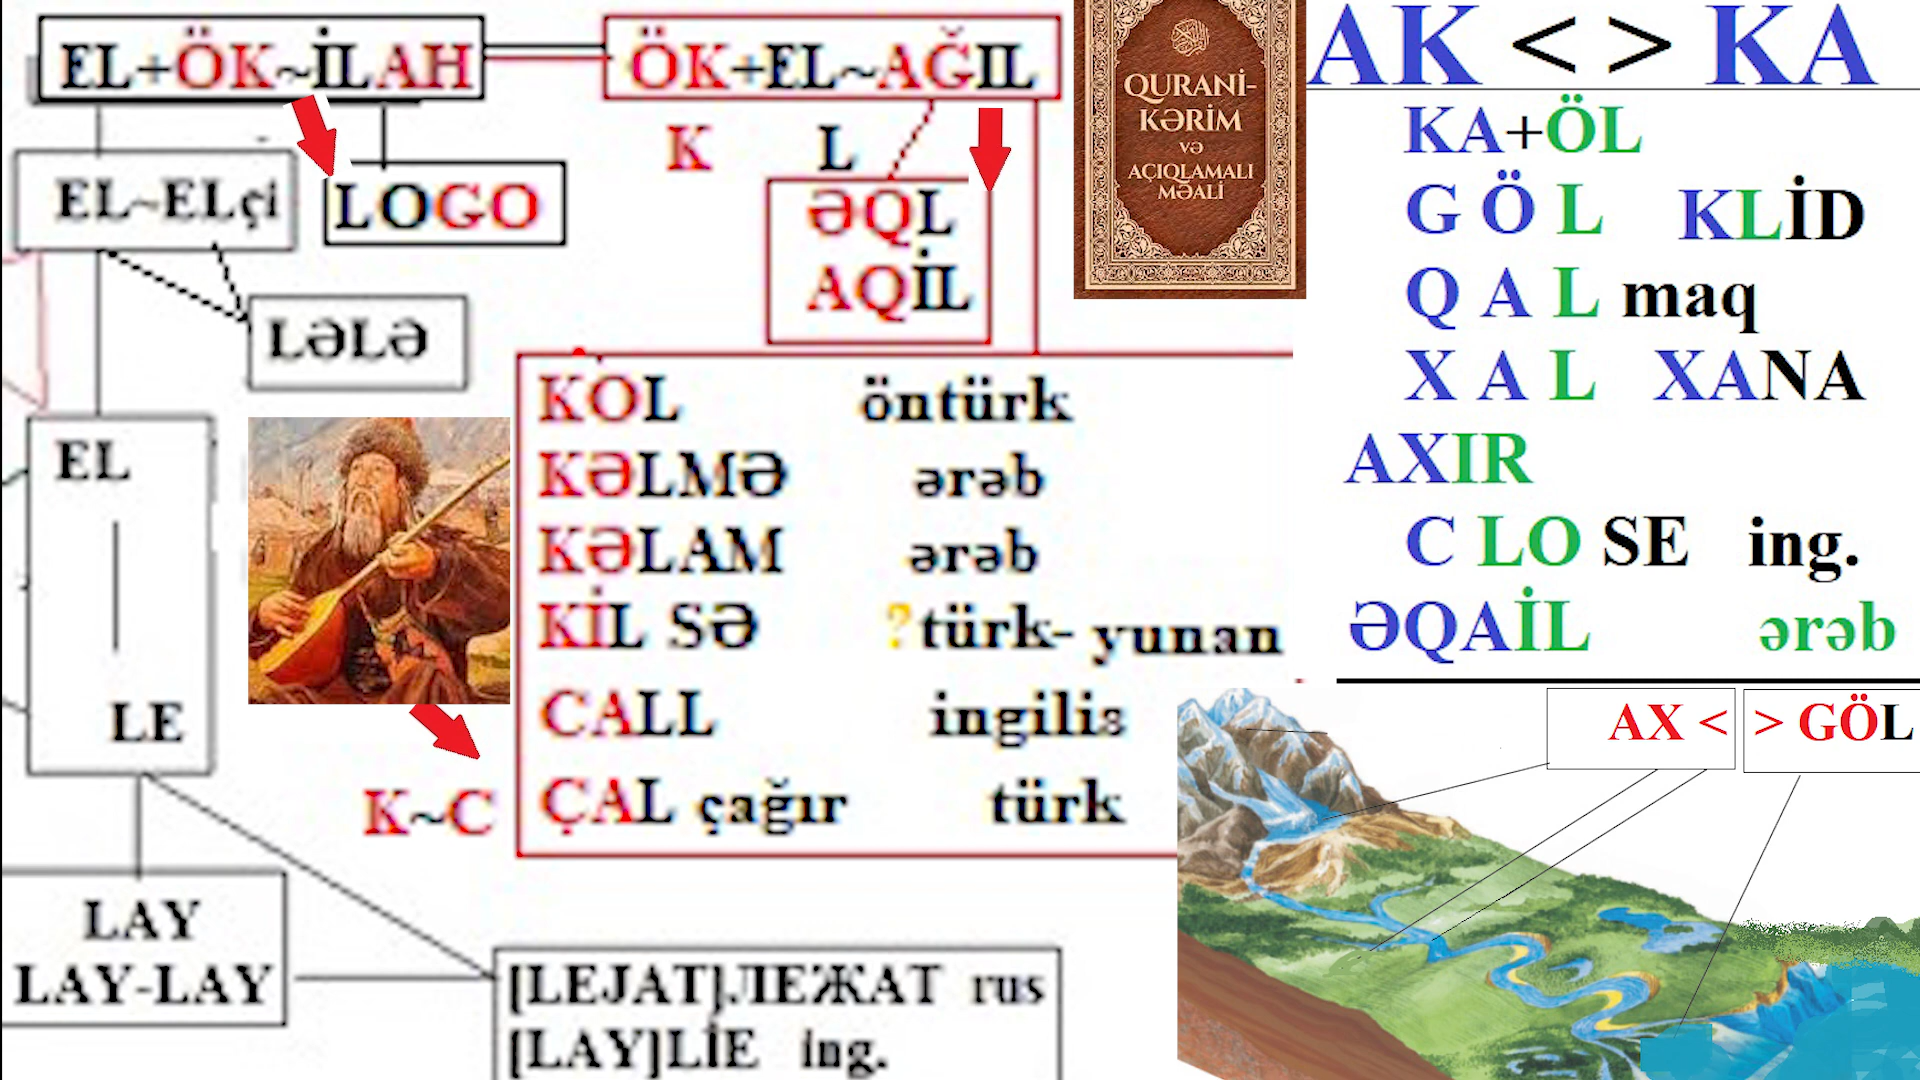 EL+ÖK~İLAH
ÖK+EL~AĞIL
K L
EL~ELçi
LOGO
ƏQL
AQİL
LƏLƏ
EL
LE
KÖL öntürk
KƏLMƏ ərəb
KƏLAM ərəb
KİL SƏ ?türk- yunan
CALL ingilis
ÇAL çağır türk
K~C
LAY
LAY-LAY
[LEJAT]ЛЕЖАТ rus
[LAY]LİE ing.
QURANİ-
KƏRİM
və
AÇIQLAMALI
MƏALİ
AK < > KA
KA+ÖL
G Ö L KLİD
Q A L maq
X A L XANA
AXIR
C LO SE ing.
ƏQAİL ərəb
AX < > GÖL